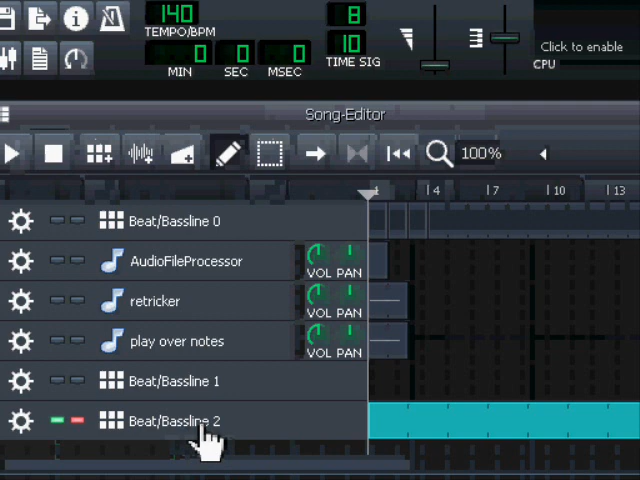 140
TEMPO/BPM
8
10
TIME SIG
0 0 0
MIN SEC MSEC
Click to enable
CPU
Song-Editor
100%
4 7 10 13
Beat/Bassline 0
AudioFileProcessor
VOL PAN
retricker
VOL PAN
play over notes
VOL PAN
Beat/Bassline 1
Beat/Bassline 2